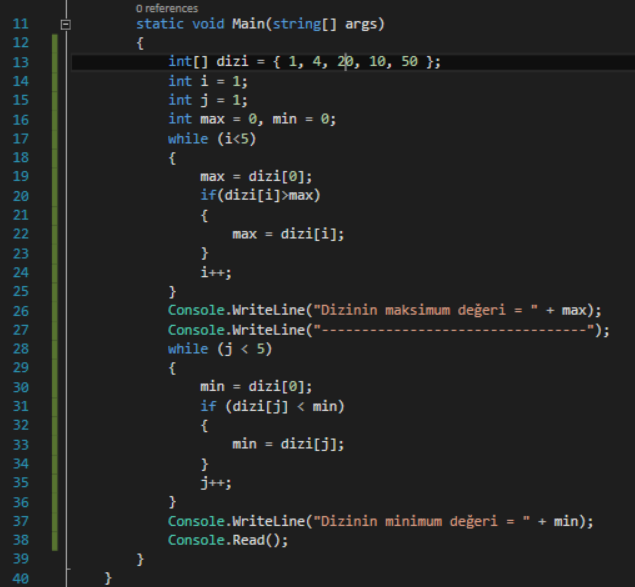 0 references
11 static void Main(string[] args)
12 {
13 int[] dizi = { 1, 4, 20, 10, 50 };
14 int i = 1;
15 int j = 1;
16 int max = 0, min = 0;
17 while (i<5)
18 {
19 max = dizi[0];
20 if(dizi[i]>max)
21 {
22 max = dizi[i];
23 }
24 i++;
25 }
26 Console.WriteLine("Dizinin maksimum değeri = " + max);
27 Console.WriteLine("---------------------------------");
28 while (j < 5)
29 {
30 min = dizi[0];
31 if (dizi[j] < min)
32 {
33 min = dizi[j];
34 }
35 j++;
36 }
37 Console.WriteLine("Dizinin minimum değeri = " + min);
38 Console.Read();
39 }
40 }